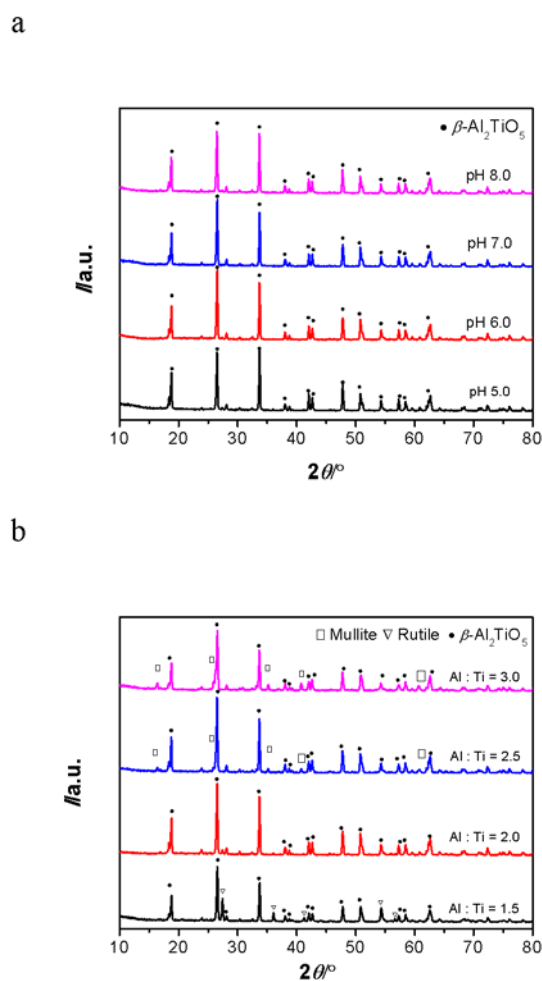 a
• β-Al₂TiO₅
pH 8.0
pH 7.0
pH 6.0
pH 5.0
I/a.u.
10 20 30 40 50 60 70 80
2θ/°
b
□ Mullite ▽ Rutile • β-Al₂TiO₅
Al : Ti = 3.0
Al : Ti = 2.5
Al : Ti = 2.0
Al : Ti = 1.5
I/a.u.
10 20 30 40 50 60 70 80
2θ/°